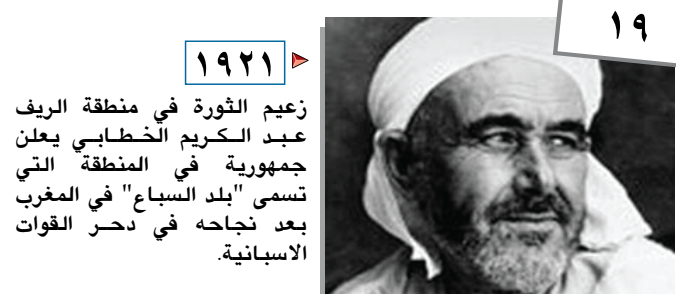 ١٩
١٩٢١
زعيم الثورة في منطقة الريف
عبد الكريم الخطابي يعلن
جمهورية في المنطقة التي
تسمى "بلد السباع" في المغرب
بعد نجاحه في دحر القوات
الاسبانية.